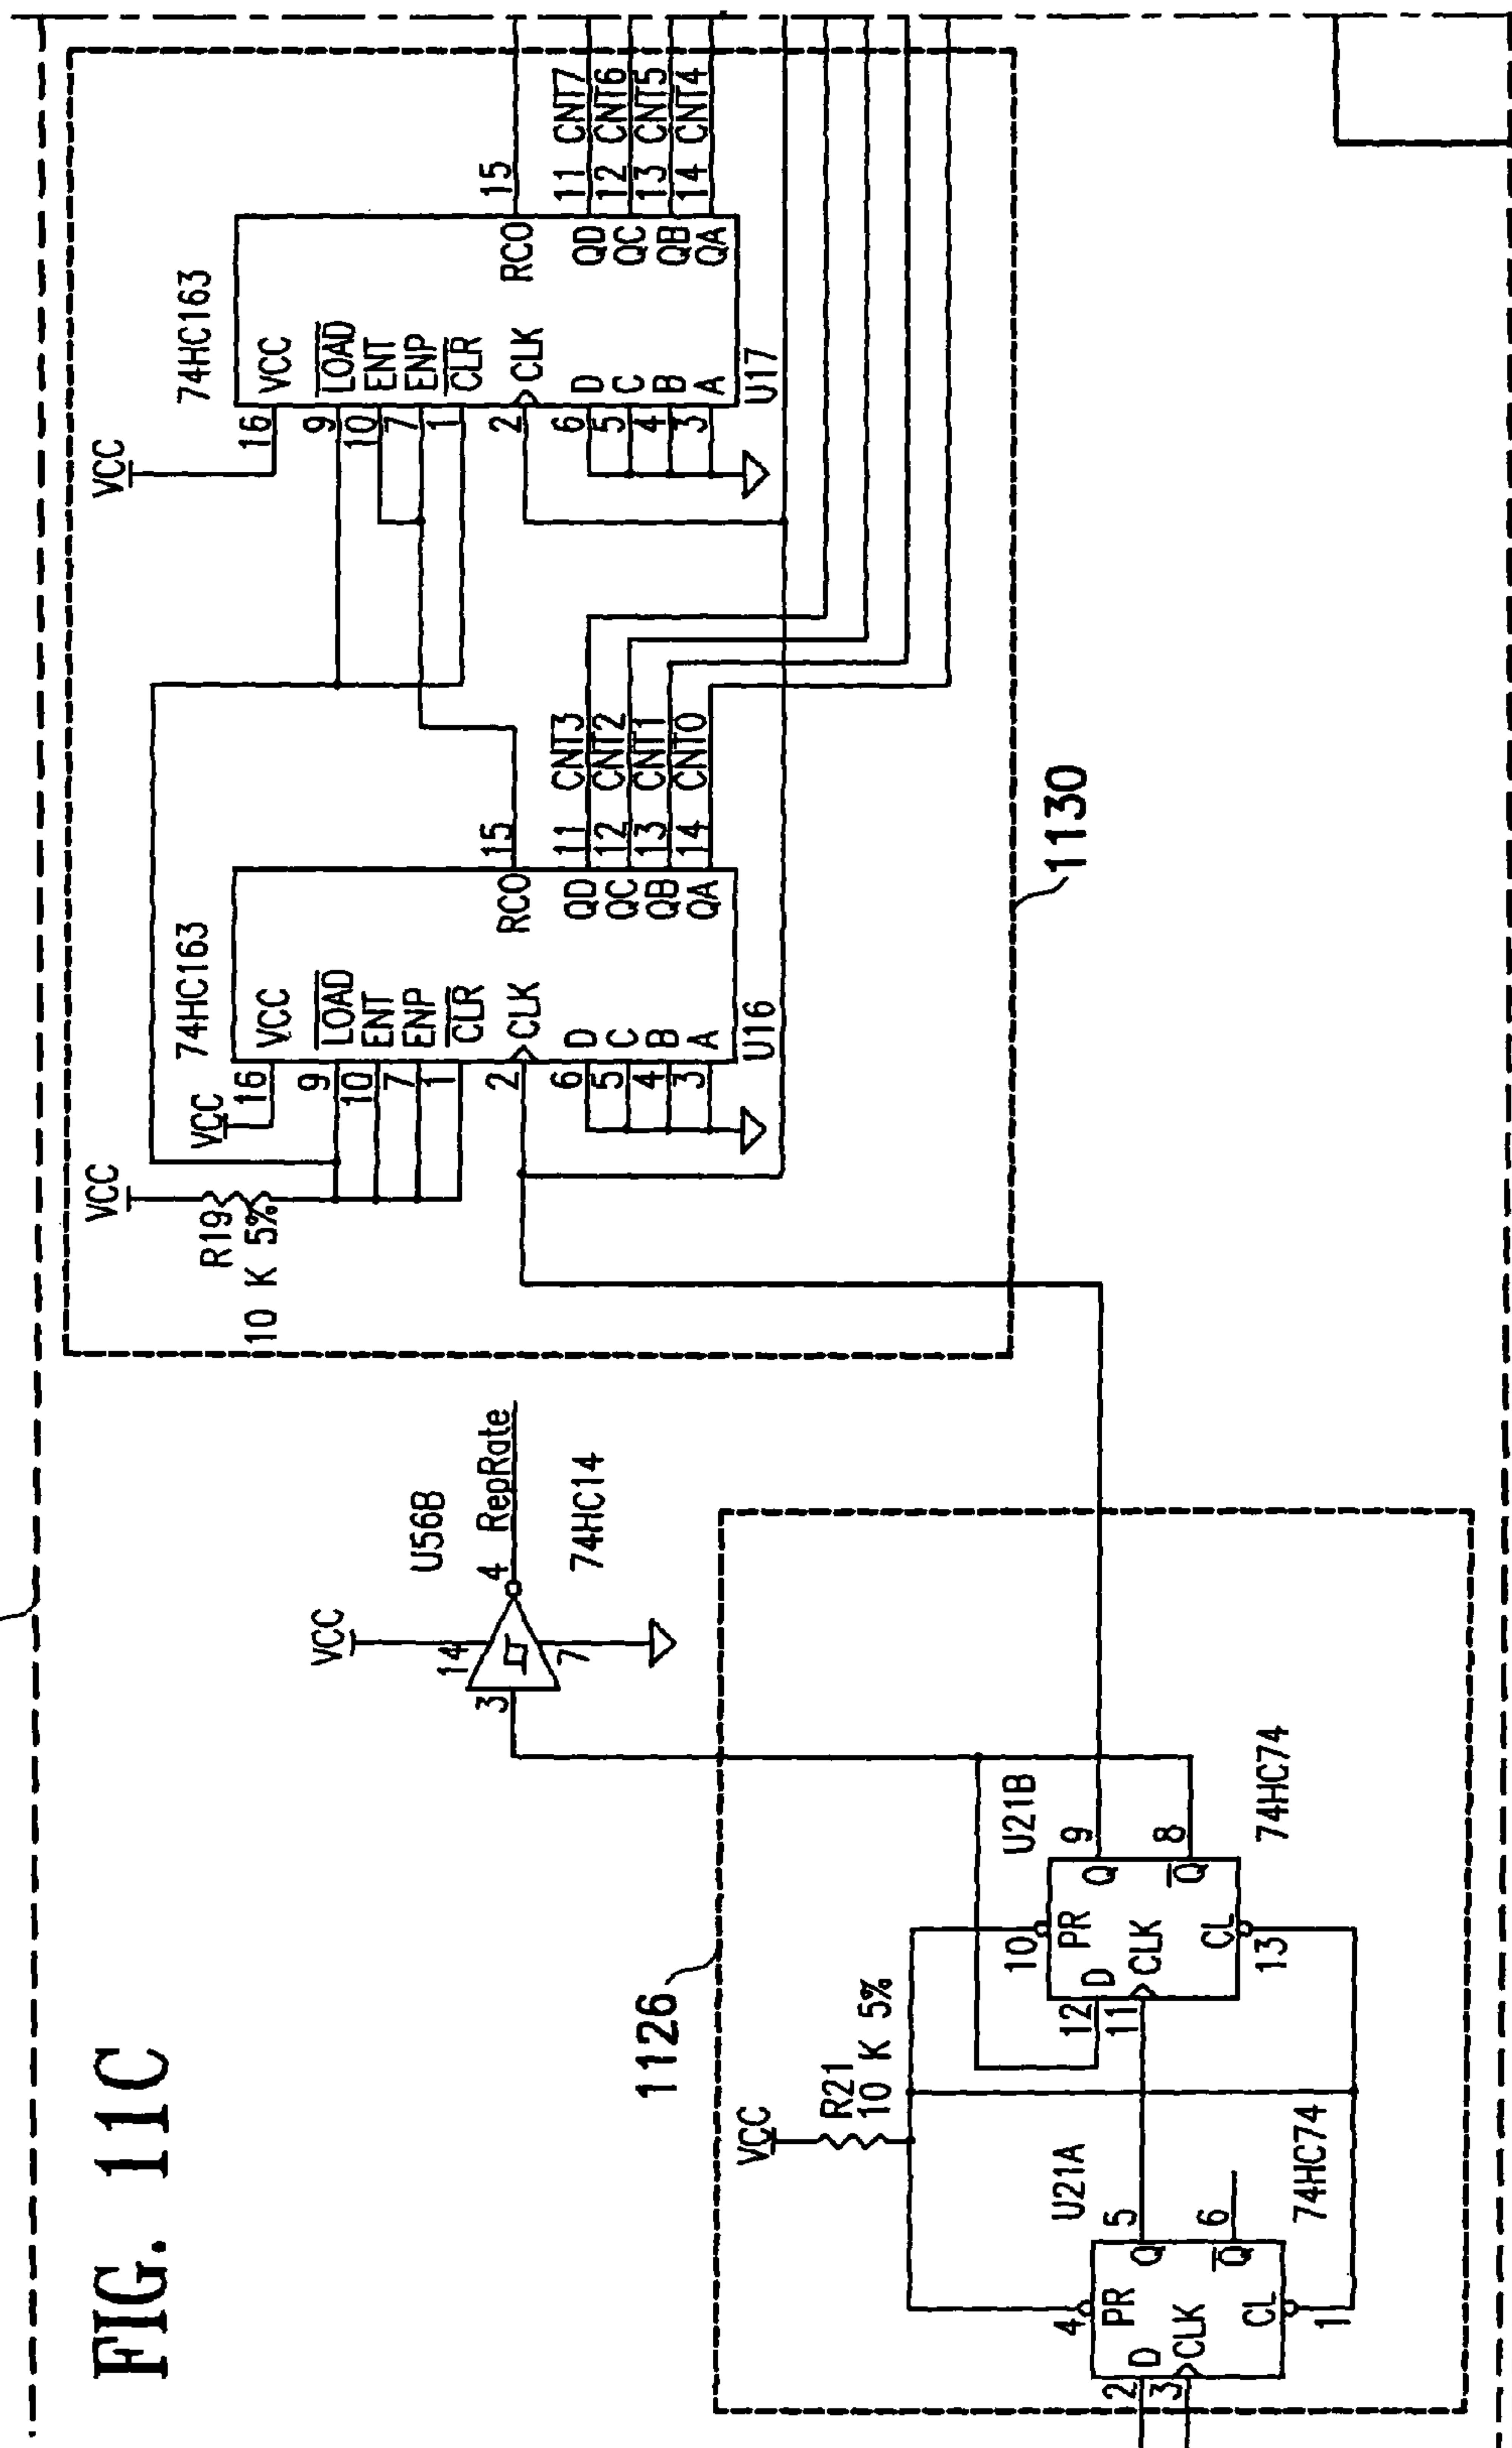 FIG. 11C
1126
VCC
R21
10 K 5%
U21A
2
3
4
D
PR
CLK
CL
Q
Q̅
5
6
1
74HC74
U21B
10
12
11
D
PR
CLK
CL
Q
Q̅
9
8
13
74HC74
VCC
U56B
14
3
4
RepRate
7
74HC14
VCC
R19
10 K 5%
VCC
74HC163
16
9
10
7
1
2
6
5
4
3
VCC
L̅O̅A̅D̅
ENT
ENP
C̅L̅R̅
CLK
D
C
B
A
RCO
QD
QC
QB
QA
15
11 CNT3
12 CNT2
13 CNT1
14 CNT0
U16
VCC
74HC163
16
9
10
7
1
2
6
5
4
3
VCC
L̅O̅A̅D̅
ENT
ENP
C̅L̅R̅
CLK
D
C
B
A
RCO
QD
QC
QB
QA
15
11 CNT7
12 CNT6
13 CNT5
14 CNT4
U17
1130